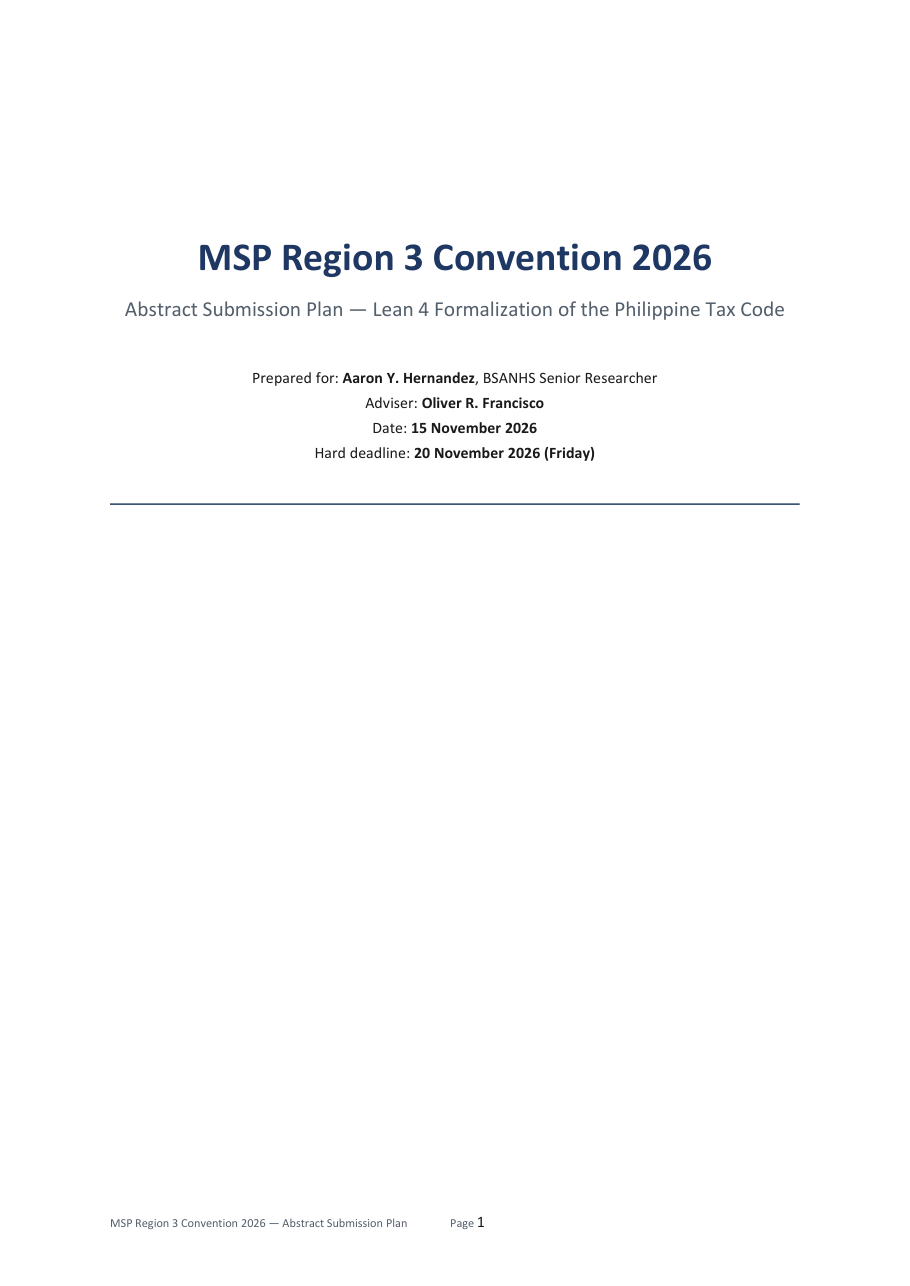 MSP Region 3 Convention 2026
Abstract Submission Plan — Lean 4 Formalization of the Philippine Tax Code
Prepared for: Aaron Y. Hernandez, BSANHS Senior Researcher
Adviser: Oliver R. Francisco
Date: 15 November 2026
Hard deadline: 20 November 2026 (Friday)
MSP Region 3 Convention 2026 — Abstract Submission Plan Page 1